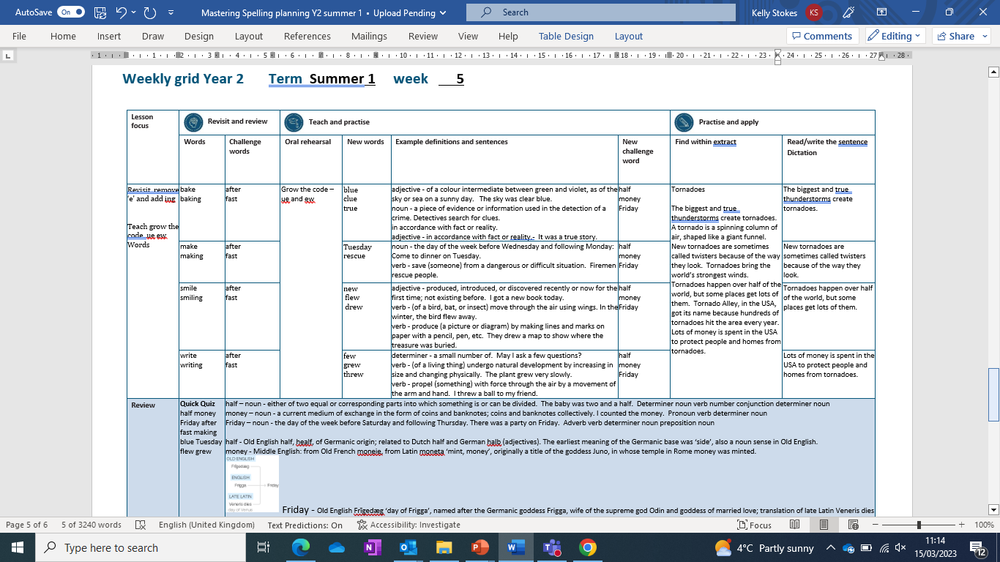 AutoSave On Mastering Spelling planning Y2 summer 1 • Upload Pending Search Kelly Stokes KS
File Home Insert Draw Design Layout References Mailings Review View Help Table Design Layout Comments Editing Share
1 1 2 3 4 5 6 7 8 9 10 11 12 13 14 15 16 17 18 19 20 21 22 23 24 25 26 27 28
Weekly grid Year 2 Term Summer 1 week 5
Lesson
focus
Revisit and review
Teach and practise
Practise and apply
Words
Challenge
words
Oral rehearsal
New words
Example definitions and sentences
New
challenge
word
Find within extract
Read/write the sentence
Dictation
Revisit remove
'e' and add ing
Teach grow the
code ue ew
Words
bake
baking
after
fast
Grow the code –
ue and ew
blue
clue
true
adjective - of a colour intermediate between green and violet, as of the
sky or sea on a sunny day. The sky was clear blue.
noun - a piece of evidence or information used in the detection of a
crime. Detectives search for clues.
in accordance with fact or reality.
adjective - in accordance with fact or reality.- It was a true story.
half
money
Friday
Tornadoes
The biggest and true
thunderstorms create tornadoes.
A tornado is a spinning column of
air, shaped like a giant funnel.
New tornadoes are sometimes
called twisters because of the way
they look. Tornadoes bring the
world's strongest winds.
Tornadoes happen over half of the
world, but some places get lots of
them. Tornado Alley, in the USA,
got its name because hundreds of
tornadoes hit the area every year.
Lots of money is spent in the USA
to protect people and homes from
tornadoes.
The biggest and true
thunderstorms create
tornadoes.
make
making
after
fast
Tuesday
rescue
noun - the day of the week before Wednesday and following Monday:
Come to dinner on Tuesday.
verb - save (someone) from a dangerous or difficult situation. Firemen
rescue people.
half
money
Friday
New tornadoes are
sometimes called twisters
because of the way they
look.
smile
smiling
after
fast
new
flew
drew
adjective - produced, introduced, or discovered recently or now for the
first time; not existing before. I got a new book today.
verb - (of a bird, bat, or insect) move through the air using wings. In the
winter, the bird flew away.
verb - produce (a picture or diagram) by making lines and marks on
paper with a pencil, pen, etc. They drew a map to show where the
treasure was buried.
half
money
Friday
Tornadoes happen over half
of the world, but some
places get lots of them.
write
writing
after
fast
few
grew
threw
determiner - a small number of. May I ask a few questions?
verb - (of a living thing) undergo natural development by increasing in
size and changing physically. The plant grew very slowly.
verb - propel (something) with force through the air by a movement of
the arm and hand. I threw a ball to my friend.
half
money
Friday
Lots of money is spent in the
USA to protect people and
homes from tornadoes.
Review
Quick Quiz
half money
Friday after
fast making
blue Tuesday
flew grew
half – noun - either of two equal or corresponding parts into which something is or can be divided. The baby was two and a half. Determiner noun verb number conjunction determiner noun
money – noun - a current medium of exchange in the form of coins and banknotes; coins and banknotes collectively. I counted the money. Pronoun verb determiner noun
Friday – noun - the day of the week before Saturday and following Thursday. There was a party on Friday. Adverb verb determiner noun preposition noun
half - Old English half, healf, of Germanic origin; related to Dutch half and German halb (adjectives). The earliest meaning of the Germanic base was 'side', also a noun sense in Old English.
money - Middle English: from Old French moneie, from Latin moneta 'mint, money', originally a title of the goddess Juno, in whose temple in Rome money was minted.
OLD ENGLISH
Frīgedæg
ENGLISH
Frigga Friday
LATE LATIN
Veneris dies
day of Venus
Friday - Old English Frīgedæg 'day of Frigga', named after the Germanic goddess Frigga, wife of the supreme god Odin and goddess of married love; translation of late Latin Veneris dies
Page 5 of 6 5 of 3240 words English (United Kingdom) Text Predictions: On Accessibility: Investigate Focus 100%
Type here to search 4°C Partly sunny 11:14
15/03/2023 12